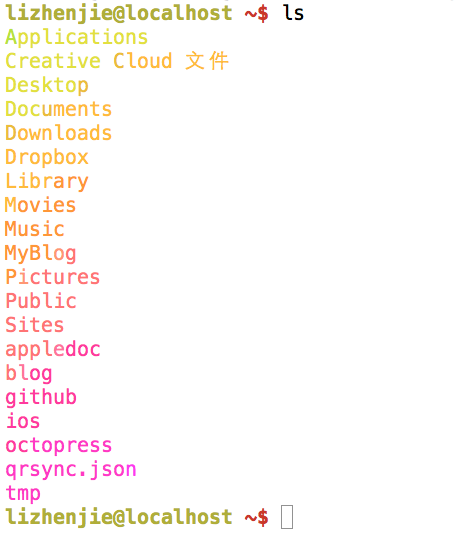 lizhenjie@localhost ~$ ls
Applications
Creative Cloud 文件
Desktop
Documents
Downloads
Dropbox
Library
Movies
Music
MyBlog
Pictures
Public
Sites
appledoc
blog
github
ios
octopress
qrsync.json
tmp
lizhenjie@localhost ~$